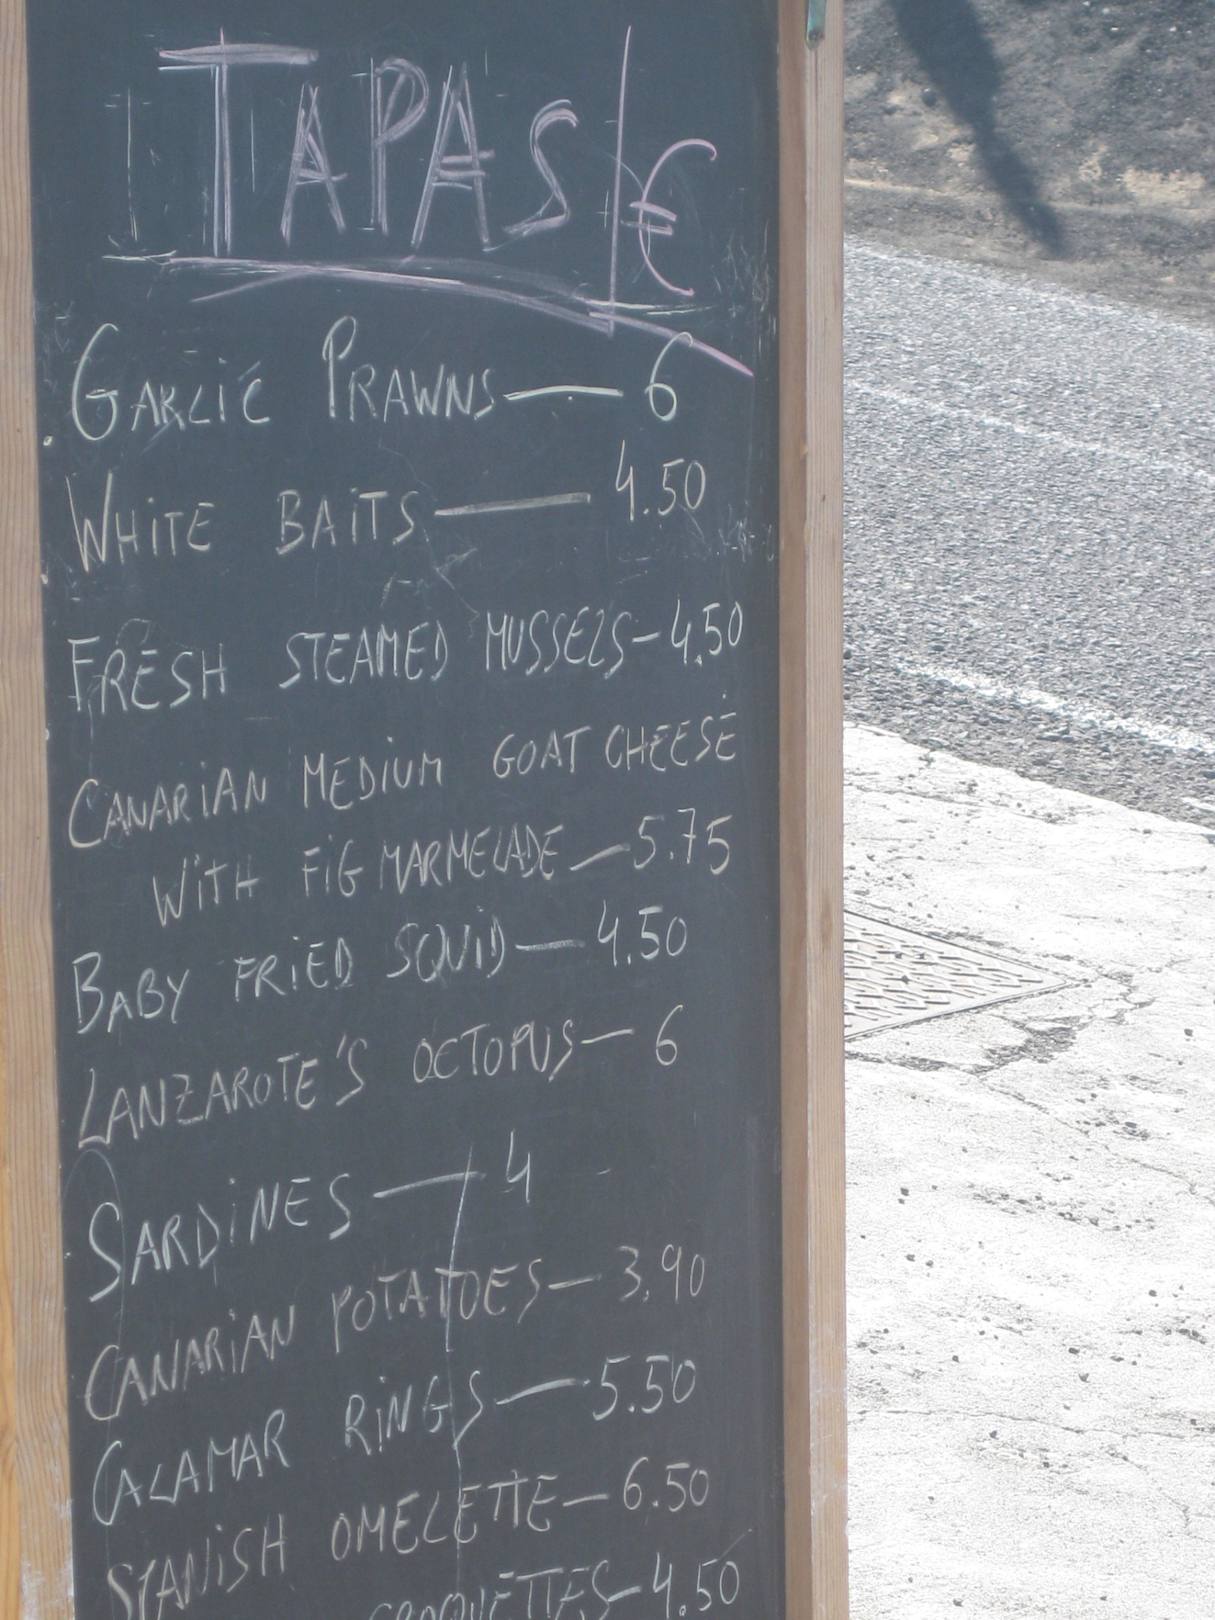 TAPAS €
GARLIC PRAWNS — 6
WHITE BAITS — 4.50
FRESH STEAMED MUSSELS — 4.50
CANARIAN MEDIUM GOAT CHEESE
WITH FIG MARMELADE — 5.75
BABY FRIED SQUID — 4.50
LANZAROTE'S OCTOPUS — 6
SARDINES — 4
CANARIAN POTATOES — 3.90
CALAMAR RINGS — 5.50
SPANISH OMELETTE — 6.50
CROQUETTES — 4.50